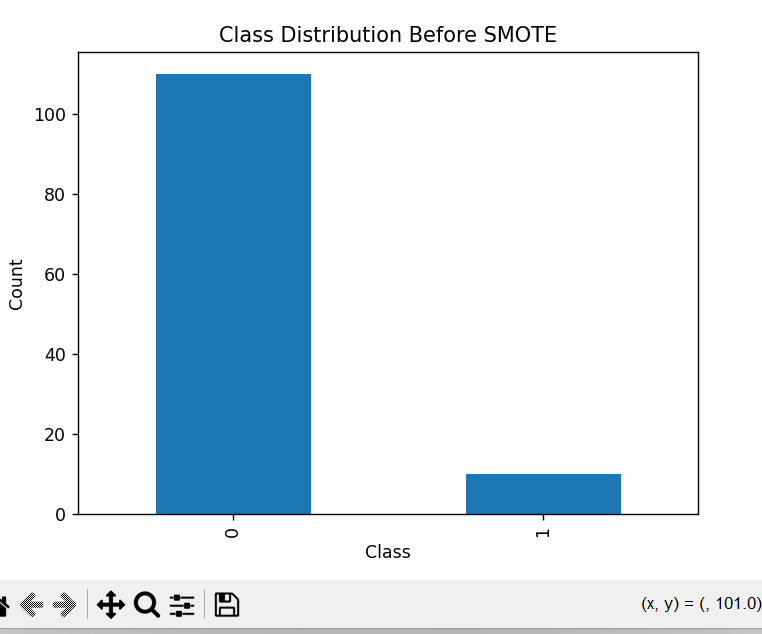 Class Distribution Before SMOTE
100
80
60
40
20
0
Count
0
1
Class
(x, y) = (, 101.0)